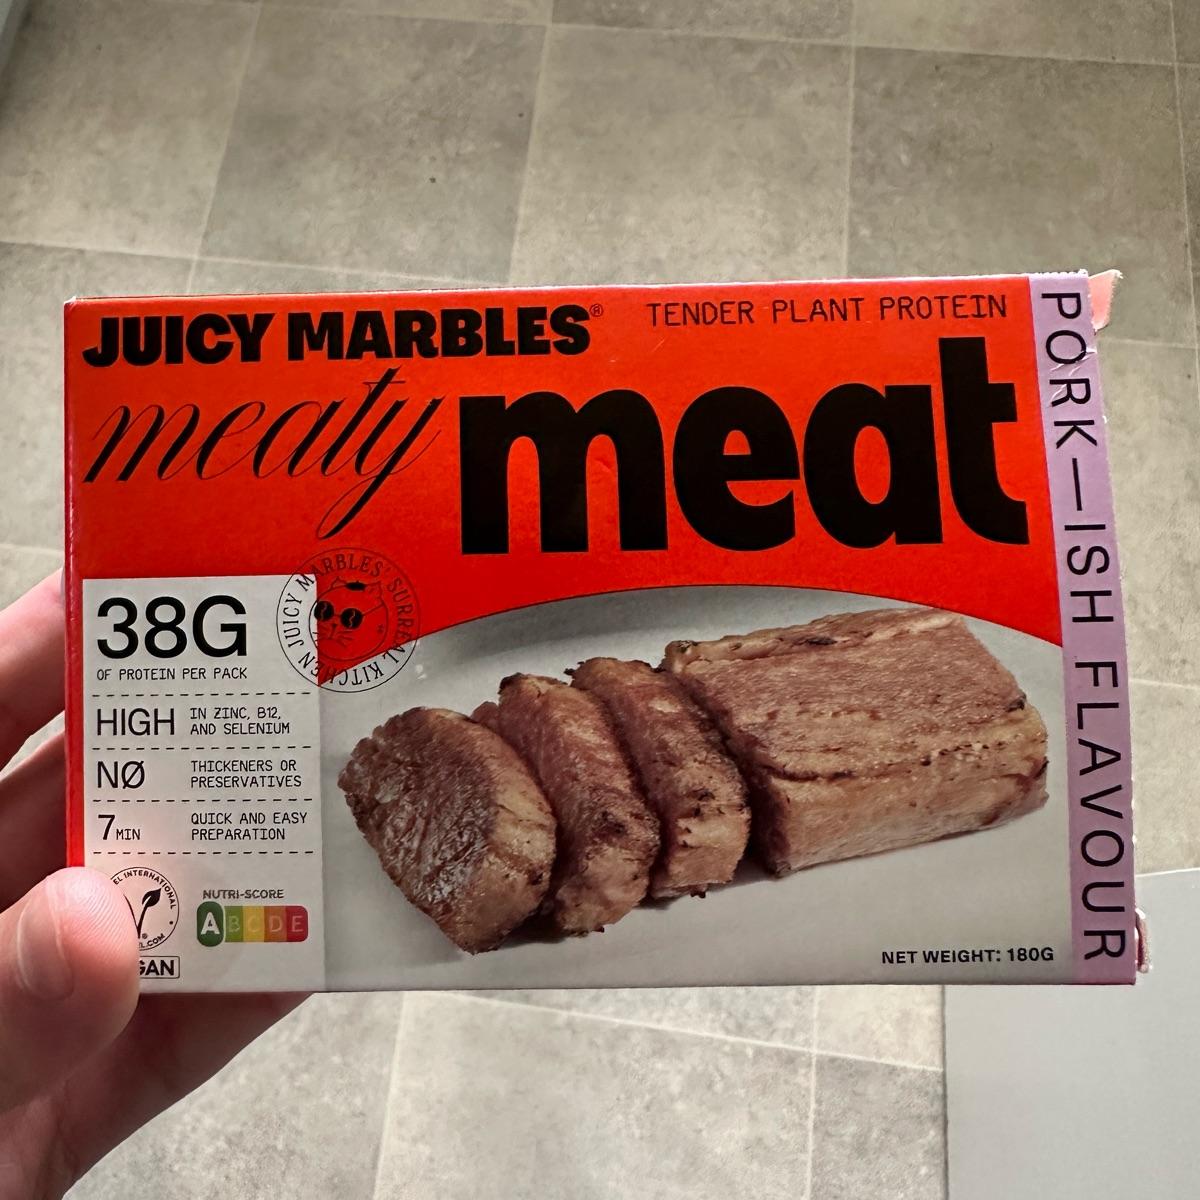 JUICY MARBLES®
TENDER PLANT PROTEIN
meaty meat
PORK—ISH FLAVOUR
JUICY MARBLES' SURREAL KITCHEN
38G
OF PROTEIN PER PACK
HIGH IN ZINC, B12,
AND SELENIUM
NØ THICKENERS OR
PRESERVATIVES
7MIN QUICK AND EASY
PREPARATION
INTERNATIONAL
NUTRI-SCORE
A B C D E
NET WEIGHT: 180G